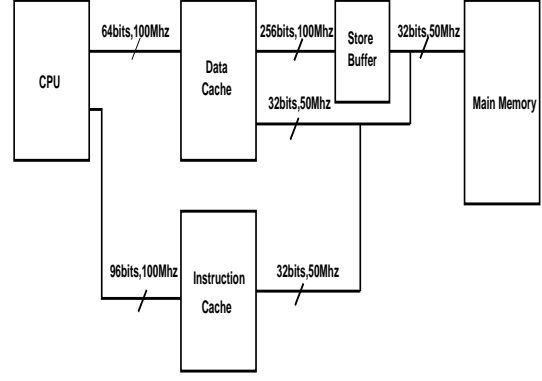 64bits,100Mhz
256bits,100Mhz
32bits,50Mhz
CPU
Data
Cache
Store
Buffer
Main Memory
32bits,50Mhz
96bits,100Mhz
Instruction
Cache
32bits,50Mhz